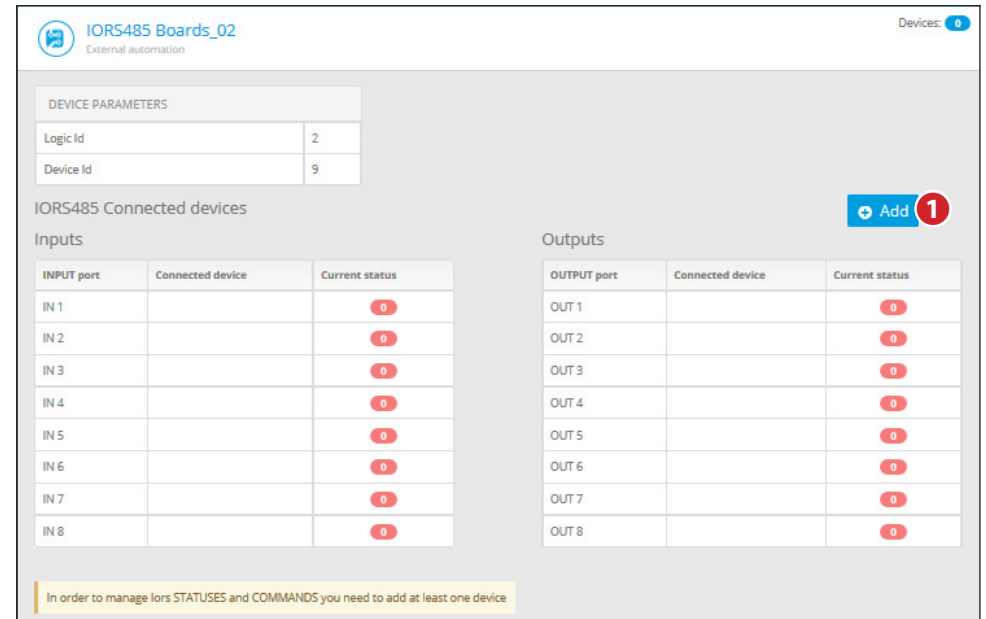 IORS485 Boards_02
External automation
Devices: 0
DEVICE PARAMETERS
Logic Id 2
Device Id 9
IORS485 Connected devices
Add 1
Inputs
INPUT port Connected device Current status
IN 1 0
IN 2 0
IN 3 0
IN 4 0
IN 5 0
IN 6 0
IN 7 0
IN 8 0
Outputs
OUTPUT port Connected device Current status
OUT 1 0
OUT 2 0
OUT 3 0
OUT 4 0
OUT 5 0
OUT 6 0
OUT 7 0
OUT 8 0
In order to manage Iors STATUSES and COMMANDS you need to add at least one device